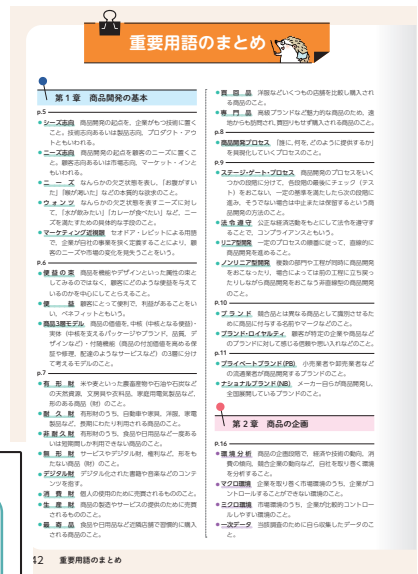 重要用語のまとめ
第1章 商品開発の基本
p.5
●シーズ志向 商品開発の起点を、企業がもつ技術に置く
こと。技術志向あるいは製品志向、プロダクト・アウ
トともいわれる。
●ニーズ志向 商品開発の起点を顧客のニーズに置くこ
と。顧客志向あるいは市場志向、マーケット・インと
もいわれる。
●ニーズ なんらかの欠乏状態を表し、「お腹がすい
た」「喉が渇いた」などの本質的な欲求のこと。
●ウォンツ なんらかの欠乏状態を表すニーズに対し
て、「水が飲みたい」「カレーが食べたい」など、ニー
ズを満たすための具体的な手段のこと。
●マーケティング近視眼 セオドア・レビットによる用語
で、企業が自社の事業を狭く定義することにより、顧
客のニーズや市場の変化を見失うことをいう。
p.6
●便益の束 商品を機能やデザインといった属性の束と
してみるのではなく、顧客にどのような便益を与えて
いるのかを中心にしてとらえること。
●便益 顧客にとって便利で、利益があることをい
い、ベネフィットともいう。
●商品3層モデル 商品の価値を、中核（中核となる便益）・
実体（中核を支えるパッケージやブランド、品質、デ
ザインなど）・付随機能（商品の付加価値を高める保
証や修理、配達のようなサービスなど）の3層に分け
て考えるモデルのこと。
p.7
●有形財 米や麦といった農畜産物や石油や石炭など
の天然資源、文房具や衣料品、家庭用電気製品など、
形のある商品（財）のこと。
●耐久財 有形財のうち、自動車や家具、洋服、家電
製品など、長期にわたり利用される商品のこと。
●非耐久財 有形財のうち、食品や日用品など一度ある
いは短期間しか利用できない商品のこと。
●無形財 サービスやデジタル財、権利など、形をも
たない商品（財）のこと。
●デジタル財 デジタル化された書籍や音楽などのコンテ
ンツを指す。
●消費財 個人の使用のために売買されるもののこと。
●生産財 商品の製造やサービスの提供のために売買
されるもののこと。
●最寄品 食品や日用品など近隣店舗で習慣的に購入
される商品のこと。
●買回品 洋服などいくつもの店舗を比較し購入され
る商品のこと。
●専門品 高級ブランドなど魅力的な商品のため、遠
地からも訪問され、買回りもせず購入される商品のこと。
p.8
●商品開発プロセス 「誰に、何を、どのように提供するか」
を具現化していくプロセスのこと。
p.9
●ステージ・ゲート・プロセス 商品開発のプロセスをいく
つかの段階に分けて、各段階の最後にチェック（テス
ト）をおこない、一定の基準を満たしたら次の段階に
進み、そうでない場合は中止または保留するという商
品開発の方法のこと。
●法令遵守 公正な経済活動をもとにして法令を遵守す
ることで、コンプライアンスともいう。
●リニア型開発 一定のプロセスの順番に従って、直線的に
商品開発を進めること。
●ノンリニア型開発 複数の部門や工程が同時に商品開発
をおこなったり、場合によっては前の工程に立ち戻っ
たりしながら商品開発をおこなう非直線型の商品開発
のこと。
p.10
●ブランド 競合品とは異なる商品として識別させるた
めに商品に付与する名前やマークなどのこと。
●ブランド・ロイヤルティ 顧客が特定の企業や商品など
のブランドに対して感じる信頼や思い入れなどのこと。
p.11
●プライベートブランド(PB) 小売業者や卸売業者など
の流通業者が商品開発するブランドのこと。
●ナショナルブランド(NB) メーカー自らが商品開発し、
全国展開しているブランドのこと。
第2章 商品の企画
p.16
●環境分析 商品の企画段階で、経済や技術の動向、消
費の傾向、競合企業の動向など、自社を取り巻く環境
を分析すること。
●マクロ環境 企業を取り巻く市場環境のうち、企業がコ
ントロールすることができない環境のこと。
●ミクロ環境 市場環境のうち、企業が比較的コントロー
ルしやすい環境のこと。
●一次データ 当該調査のために自ら収集したデータのこ
と。
42 重要用語のまとめ